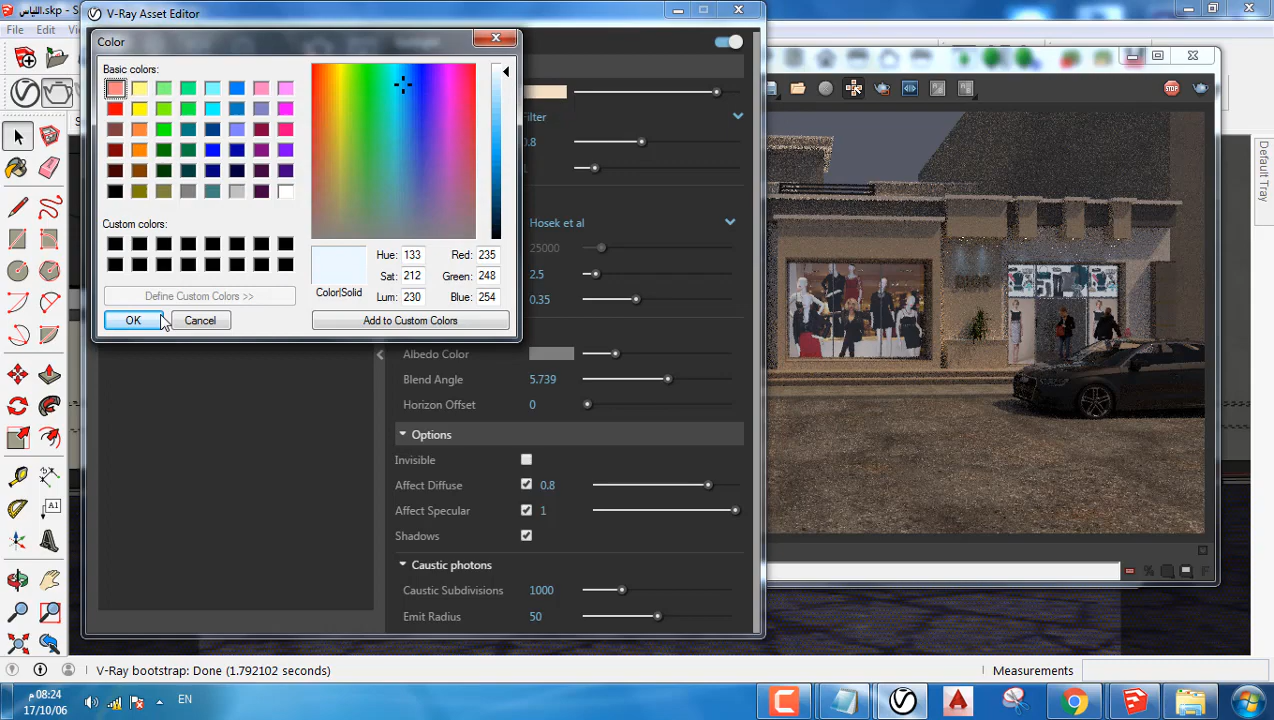 اللياس.skp
V-Ray Asset Editor
File
Edit
Color
Basic colors:
Custom colors:
Define Custom Colors >>
OK
Cancel
Hue: 133
Sat: 212
Lum: 230
Red: 235
Green: 248
Blue: 254
Color|Solid
Add to Custom Colors
Filter
0.8
1
Hosek et al
25000
2.5
0.35
Albedo Color
Blend Angle 5.739
Horizon Offset 0
Options
Invisible
Affect Diffuse 0.8
Affect Specular 1
Shadows
Caustic photons
Caustic Subdivisions 1000
Emit Radius 50
DIOR
Default Tray
V-Ray bootstrap: Done (1.792102 seconds)
Measurements
08:24 م
17/10/06
EN